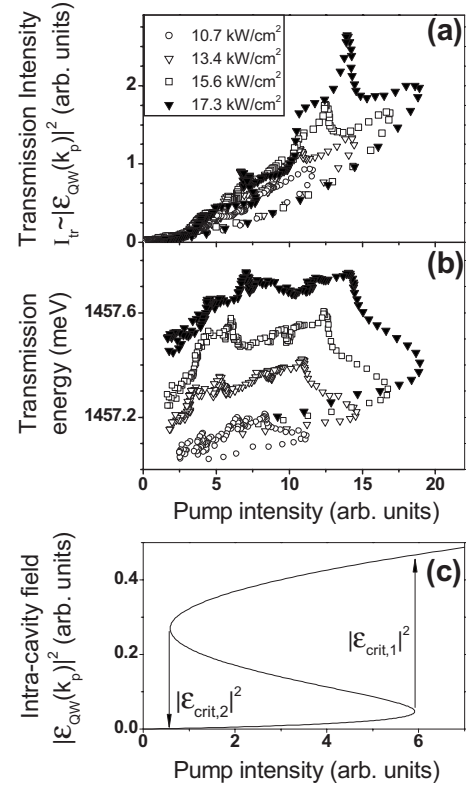 Transmission Intensity
I_tr~|ε_QW(k_p)|² (arb. units)
2
1
0
10.7 kW/cm²
13.4 kW/cm²
15.6 kW/cm²
17.3 kW/cm²
(a)
Transmission
energy (meV)
1457.6
1457.2
(b)
0 5 10 15 20
Pump intensity (arb. units)
Intra-cavity field
|ε_QW(k_p)|² (arb. units)
0.4
0.2
0.0
(c)
|ε_crit,1|²
|ε_crit,2|²
0 2 4 6
Pump intensity (arb. units)